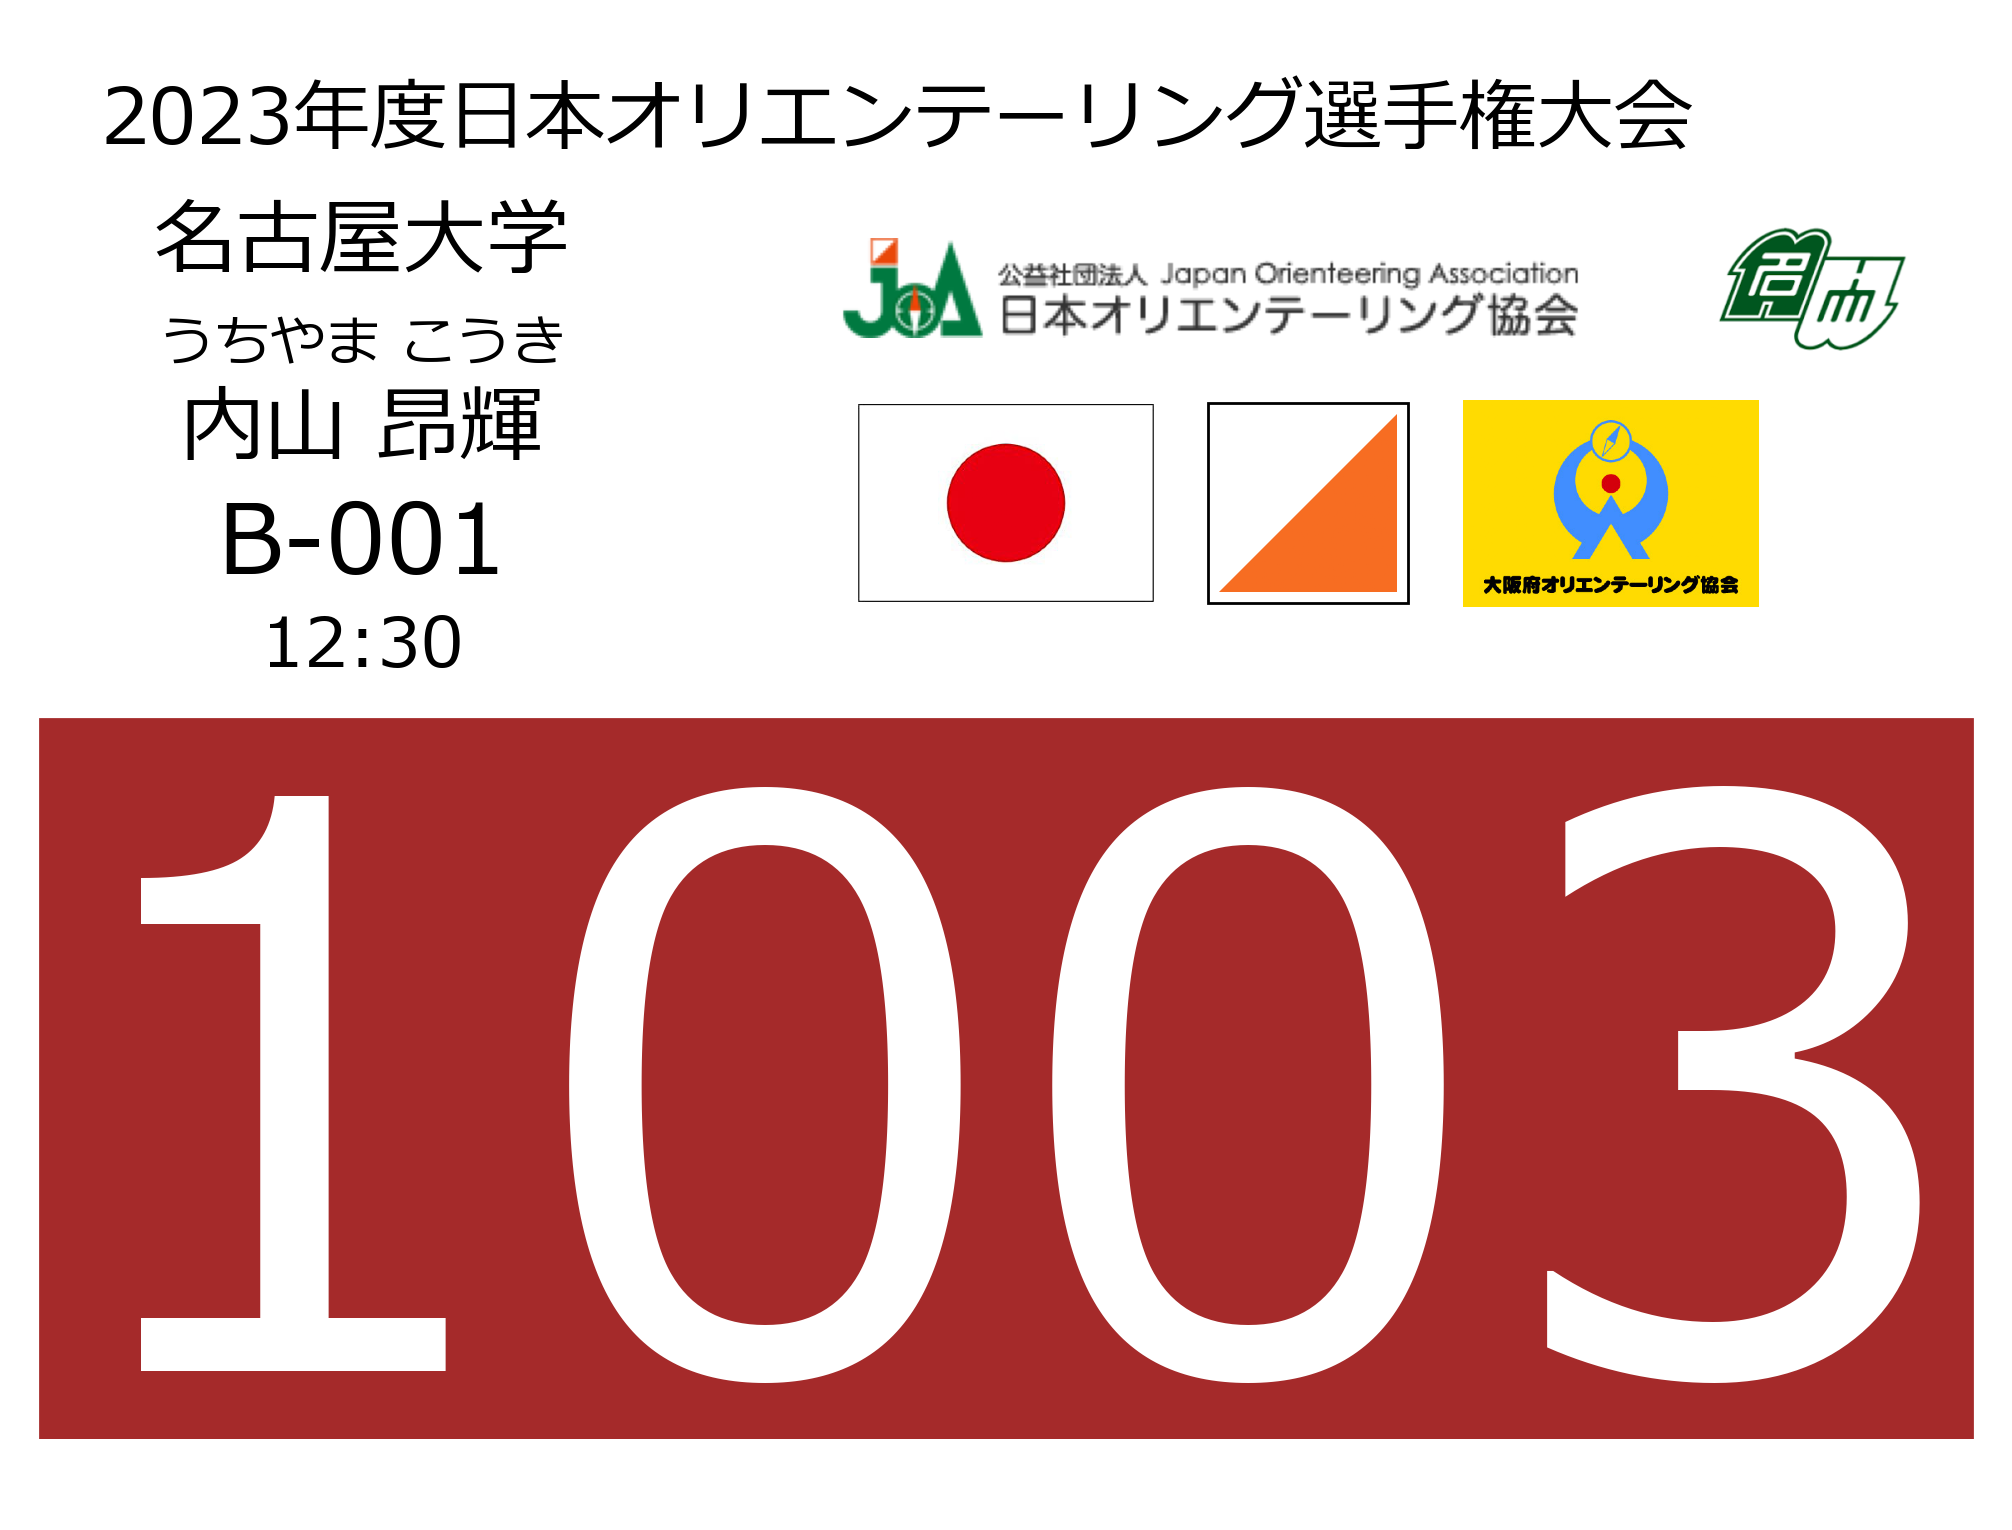 2023年度日本オリエンテーリング選手権大会
名古屋大学
うちやま こうき
内山 昂輝
B-001
12:30
JOA
公益社団法人 Japan Orienteering Association
日本オリエンテーリング協会
大阪府オリエンテーリング協会
1003